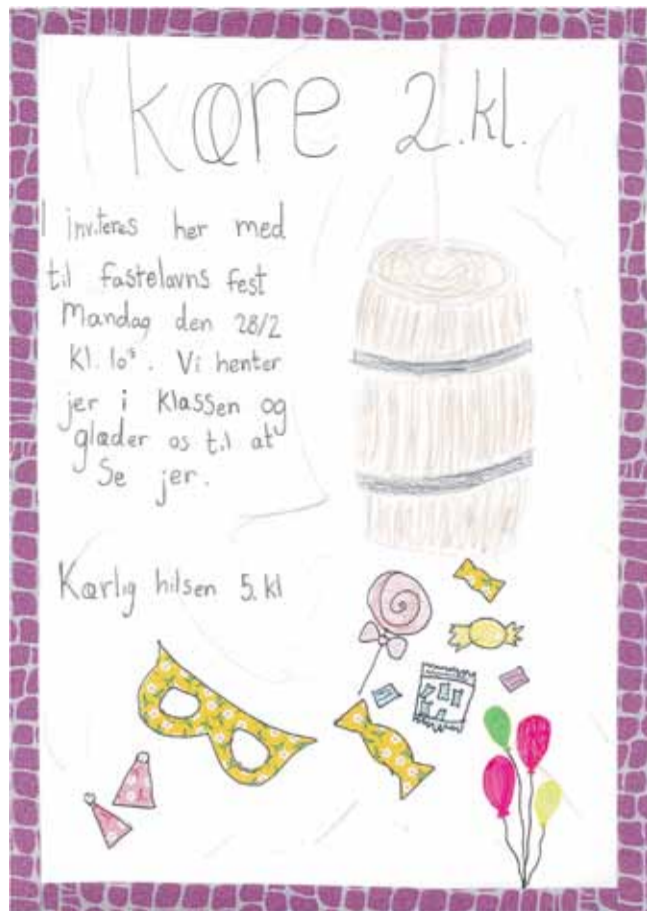 Kære 2.kl.
I inviteres her med
til fastelavns fest
Mandag den 28/2
Kl. 10⁵. Vi henter
jer i Klassen og
glæder os til at
Se jer.
Kærlig hilsen 5. kl